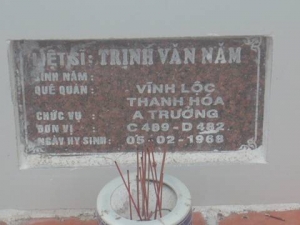 LIỆT SĨ : TRỊNH VĂN NĂM
SINH NĂM :
QUÊ QUÁN : VĨNH LỘC
THANH HÓA
CHỨC VỤ : A TRƯỞNG
ĐƠN VỊ : C 409 - D 482
NGÀY HY SINH : 05 - 02 - 1968